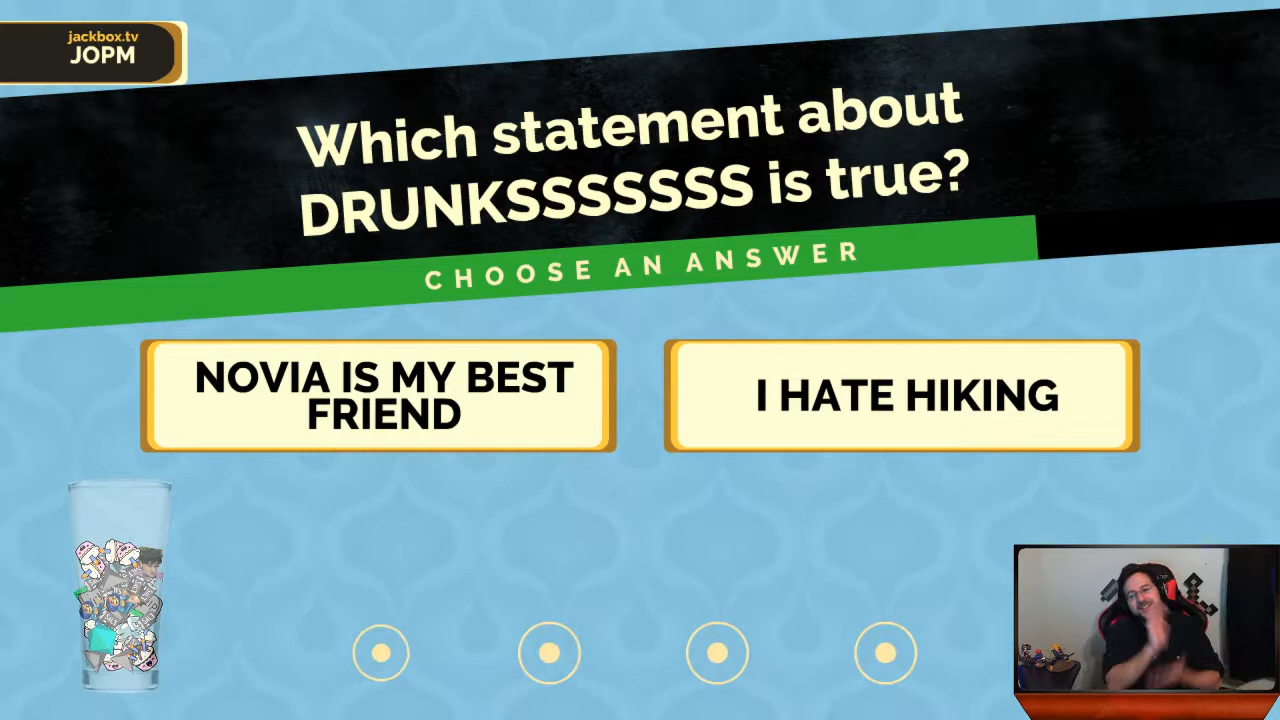 jackbox.tv
JOPM
Which statement about
DRUNKSSSSSSS is true?
CHOOSE AN ANSWER
NOVIA IS MY BEST
FRIEND
I HATE HIKING